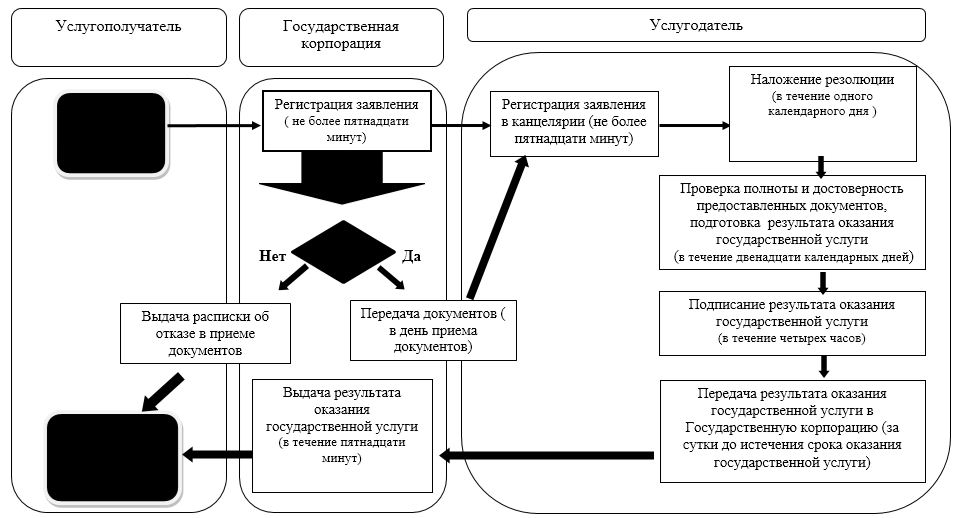 Услугополучатель
Государственная
корпорация
Услугодатель
Регистрация заявления
( не более пятнадцати
минут)
Регистрация заявления
в канцелярии (не более
пятнадцати минут)
Наложение резолюции
(в течение одного
календарного дня )
Проверка полноты и достоверность
предоставленных документов,
подготовка результата оказания
государственной услуги
(в течение двенадцати календарных дней)
Нет
Да
Выдача расписки об
отказе в приеме
документов
Передача документов (
в день приема
документов)
Подписание результата оказания
государственной услуги
(в течение четырех часов)
Выдача результата
оказания
государственной услуги
(в течение пятнадцати
минут)
Передача результата оказания
государственной услуги в
Государственную корпорацию (за
сутки до истечения срока оказания
государственной услуги)